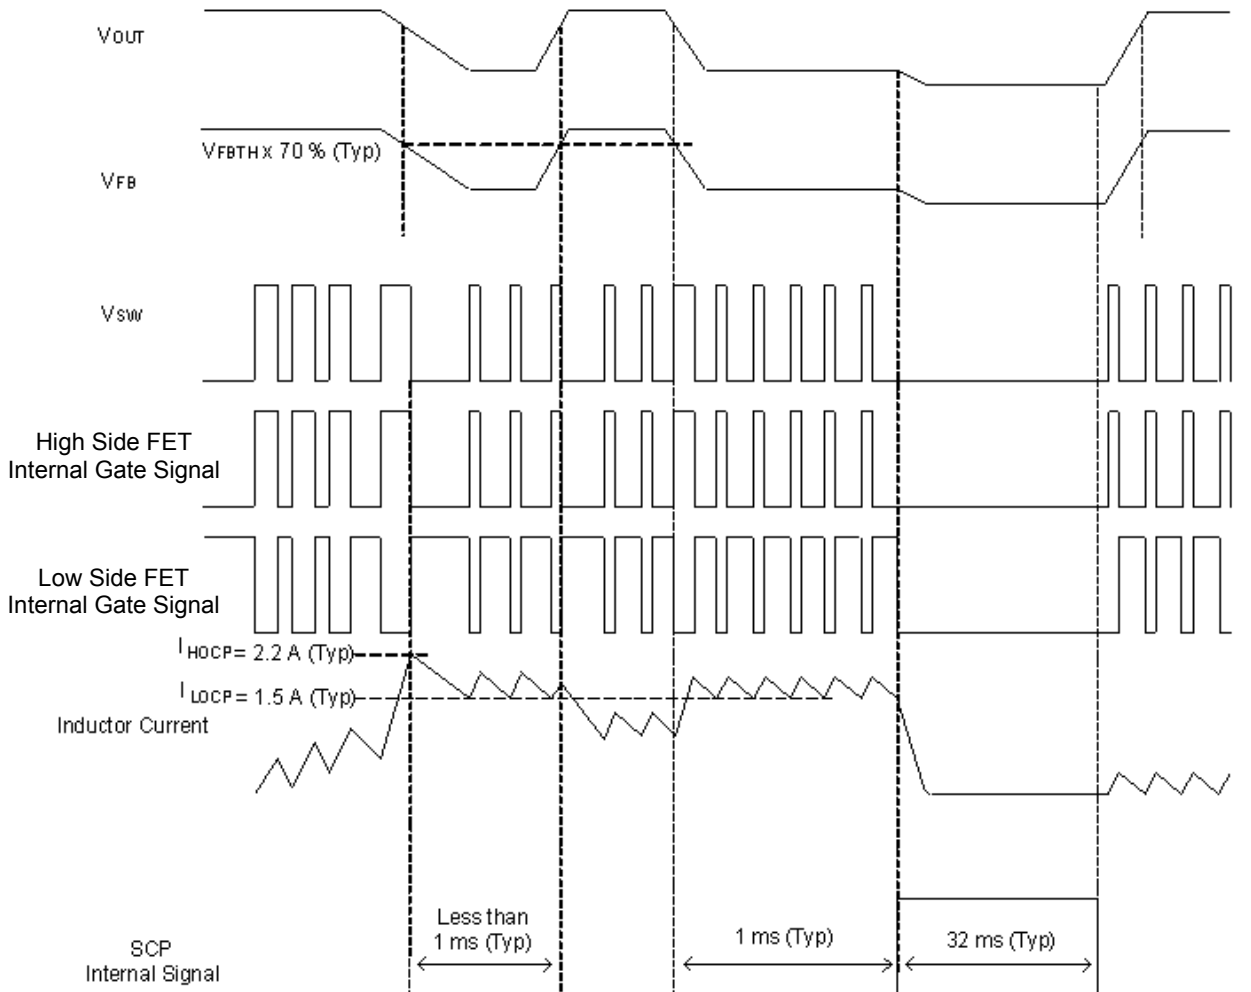 VOUT
VFBTH x 70 % (Typ)
VFB
VSW
High Side FET
Internal Gate Signal
Low Side FET
Internal Gate Signal
I HOCP = 2.2 A (Typ)
I LOCP = 1.5 A (Typ)
Inductor Current
Less than
1 ms (Typ)
1 ms (Typ)
32 ms (Typ)
SCP
Internal Signal